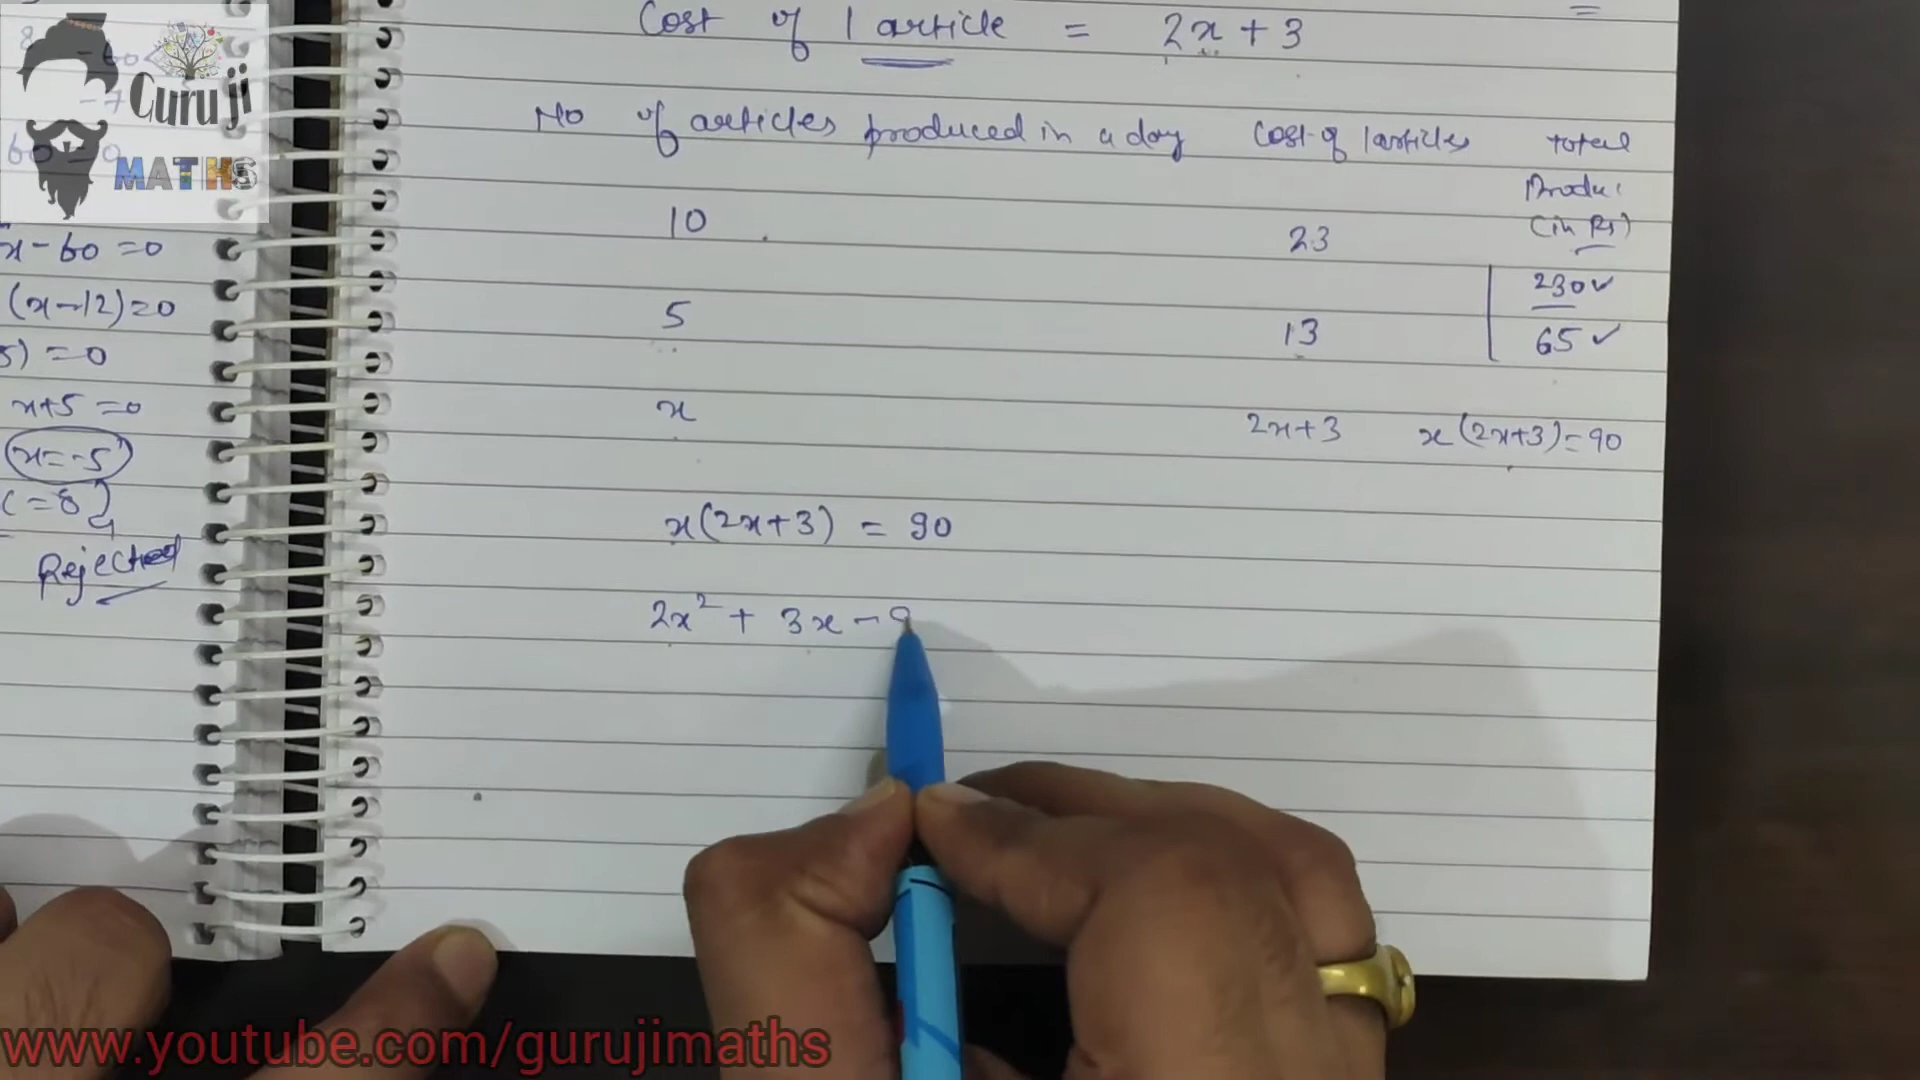 Cost of 1 article = 2x + 3
=
No of articles produced in a day Cost of 1 articles Total
Produc
(in Rs)
10 23 230✓
5 13 65✓
x 2x+3 x(2x+3)=90
x(2x+3) = 90
2x² + 3x - 9
x-60=0
(x-12)=0
5) =0
x+5=0
x=-5
=8
Rejected
Guru ji
MATHS
www.youtube.com/gurujimaths